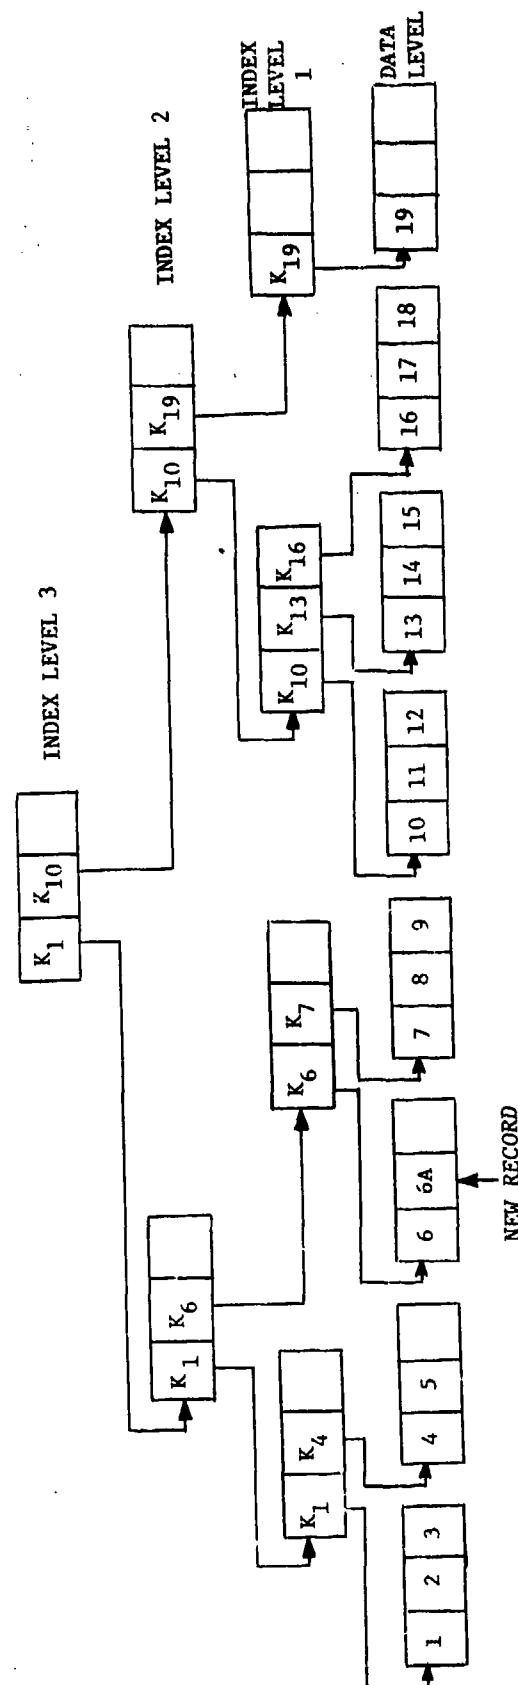 INDEX LEVEL 3
K1 K10
INDEX LEVEL 2
K1 K6
K10 K19
INDEX
LEVEL
1
K1 K4
K6 K7
K10 K13 K16
K19
DATA
LEVEL
1 2 3
4 5
6 6A
7 8 9
10 11 12
13 14 15
16 17 18
19
NEW RECORD